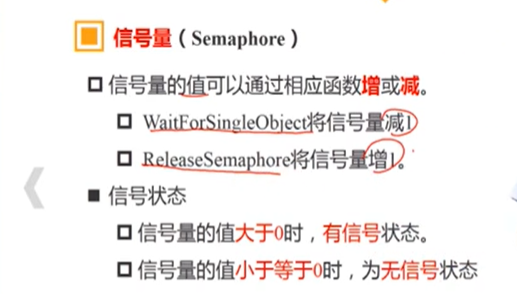 信号量(Semaphore)
信号量的值可以通过相应函数增或减。
WaitForSingleObject将信号量减1
ReleaseSemaphore将信号量增1。
信号状态
信号量的值大于0时，有信号状态。
信号量的值小于等于0时，为无信号状态